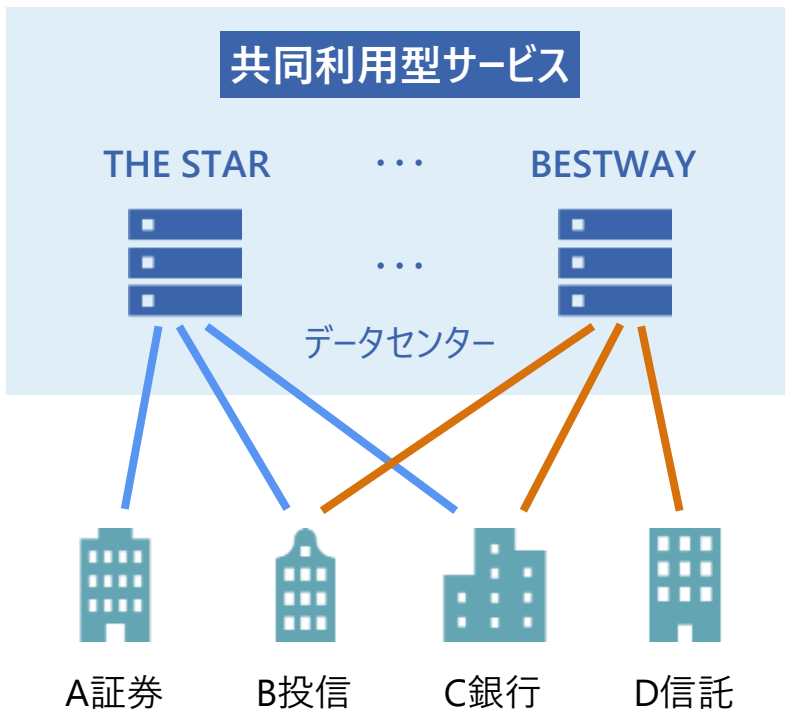 共同利用型サービス
THE STAR ・・・ BESTWAY
・・・
データセンター
A証券 B投信 C銀行 D信託